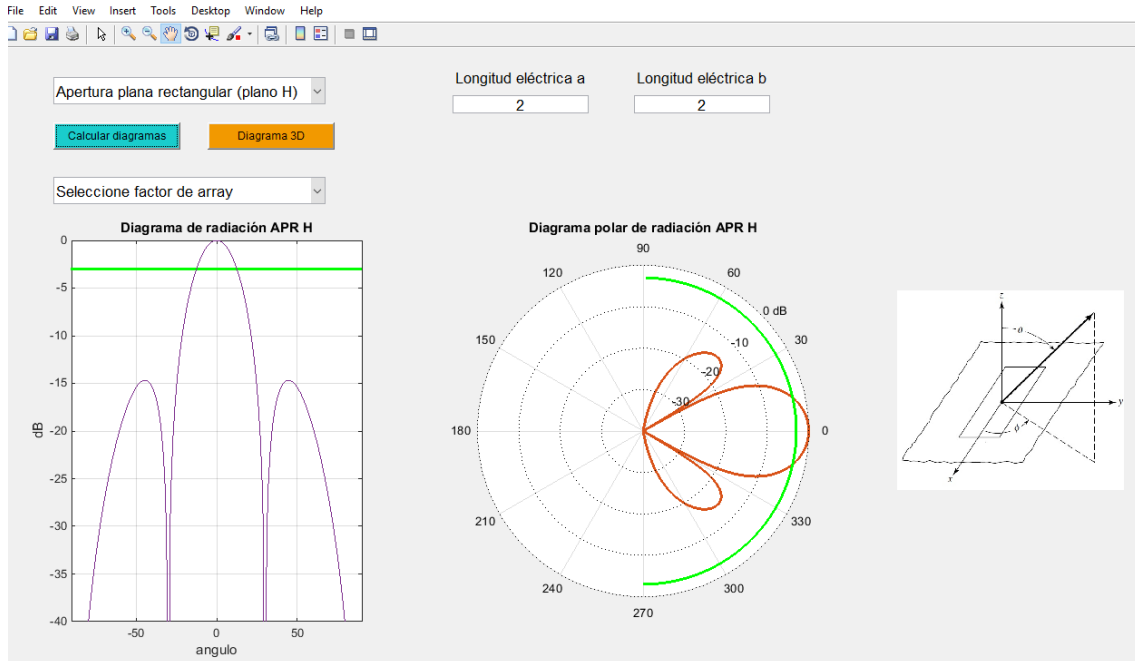 File Edit View Insert Tools Desktop Window Help
Longitud eléctrica a Longitud eléctrica b
Apertura plana rectangular (plano H)
2 2
Calcular diagramas Diagrama 3D
Seleccione factor de array
Diagrama de radiación APR H
0
-5
-10
-15
-20
-25
-30
-35
-40
dB
-50 0 50
angulo
Diagrama polar de radiación APR H
90
120 60
0 dB
150 -10 30
-20
-30
180 0
210 330
240 300
270
z
θ
y
ϕ
x